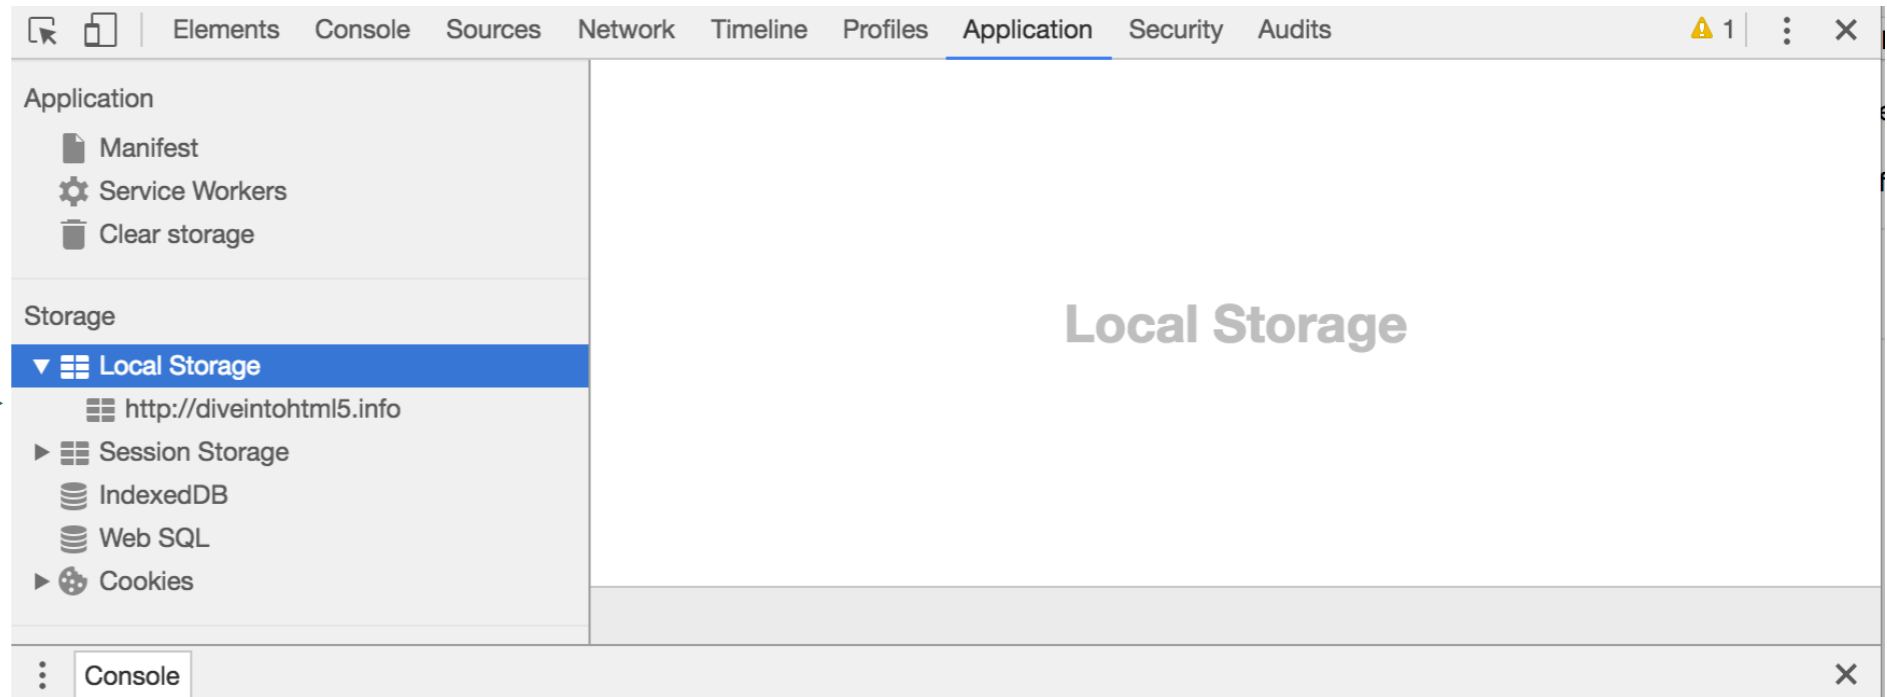 Elements Console Sources Network Timeline Profiles Application Security Audits 1
Application
Manifest
Service Workers
Clear storage
Storage
Local Storage
http://diveintohtml5.info
Session Storage
IndexedDB
Web SQL
Cookies
Local Storage
Console